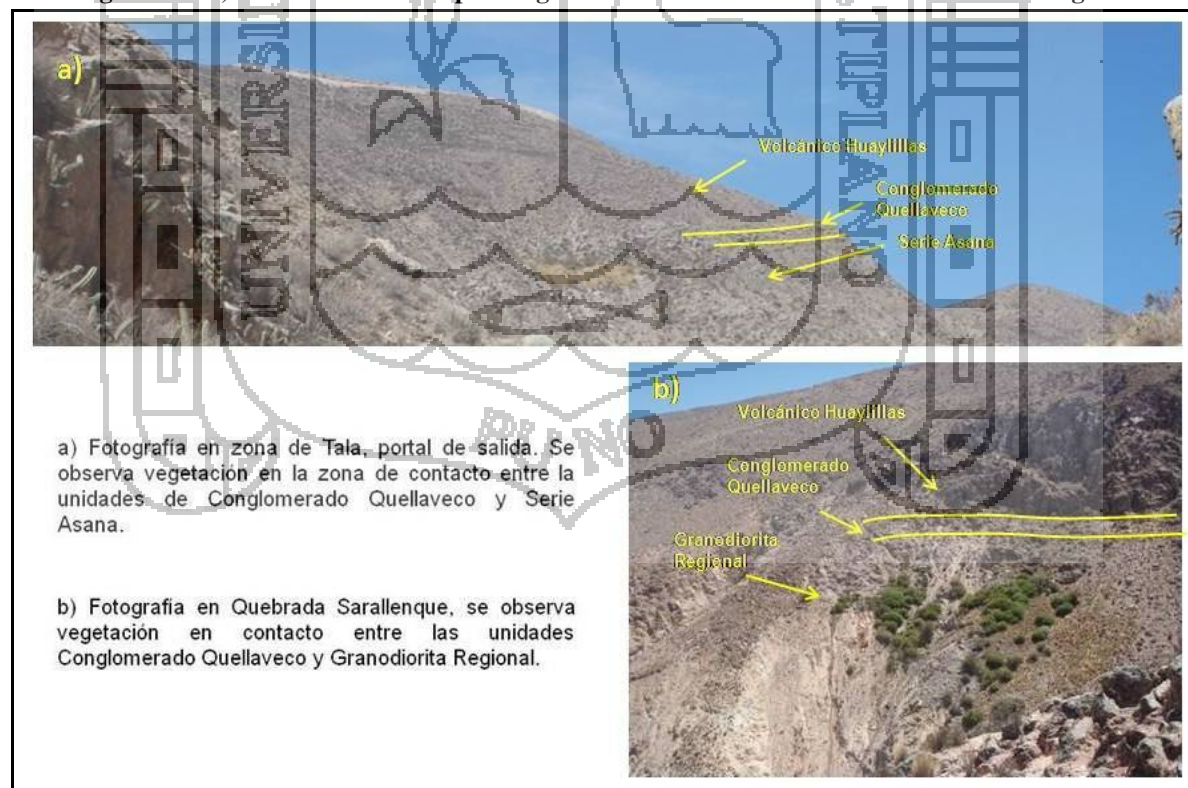 a)
Volcánico Huaylillas
Conglomerado
Quellaveco
Serie Asana
a) Fotografía en zona de Tala, portal de salida. Se
observa vegetación en la zona de contacto entre la
unidades de Conglomerado Quellaveco y Serie
Asana.
b) Fotografía en Quebrada Sarallenque, se observa
vegetación en contacto entre las unidades
Conglomerado Quellaveco y Granodiorita Regional.
b)
Volcánico Huaylillas
Conglomerado
Quellaveco
Granodiorita
Regional